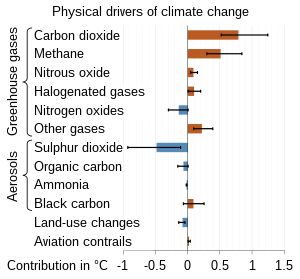 Physical drivers of climate change
Greenhouse gases
Carbon dioxide
Methane
Nitrous oxide
Halogenated gases
Nitrogen oxides
Other gases
Aerosols
Sulphur dioxide
Organic carbon
Ammonia
Black carbon
Land-use changes
Aviation contrails
Contribution in °C -1 -0.5 0 0.5 1 1.5